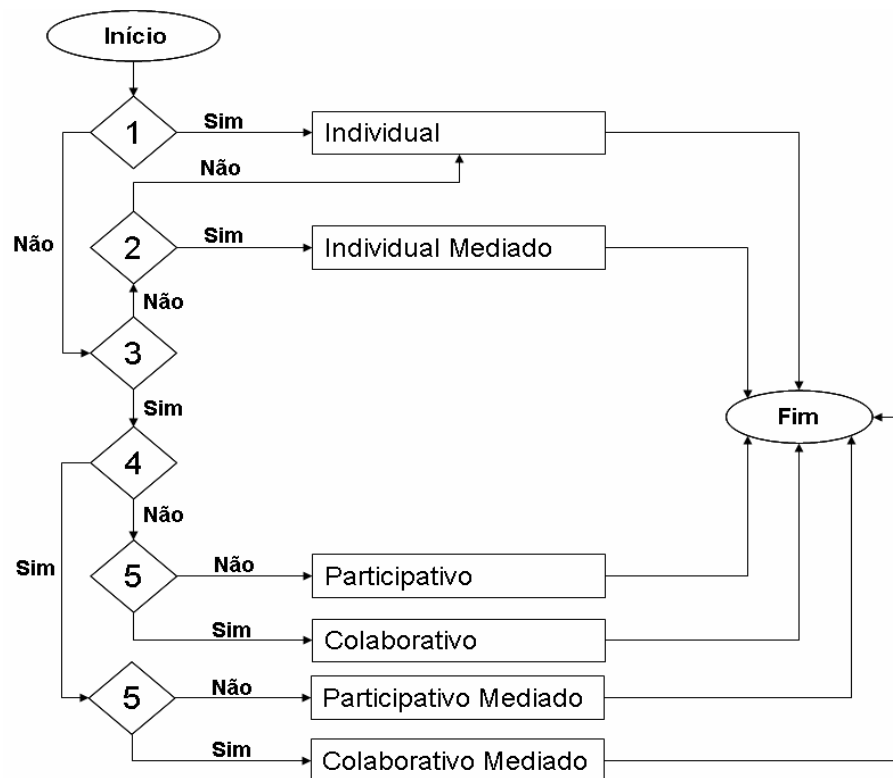 Início
1
Sim
Individual
Não
Não
2
Sim
Individual Mediado
Não
3
Sim
Fim
4
Não
Sim
5
Não
Participativo
Sim
Colaborativo
5
Não
Participativo Mediado
Sim
Colaborativo Mediado